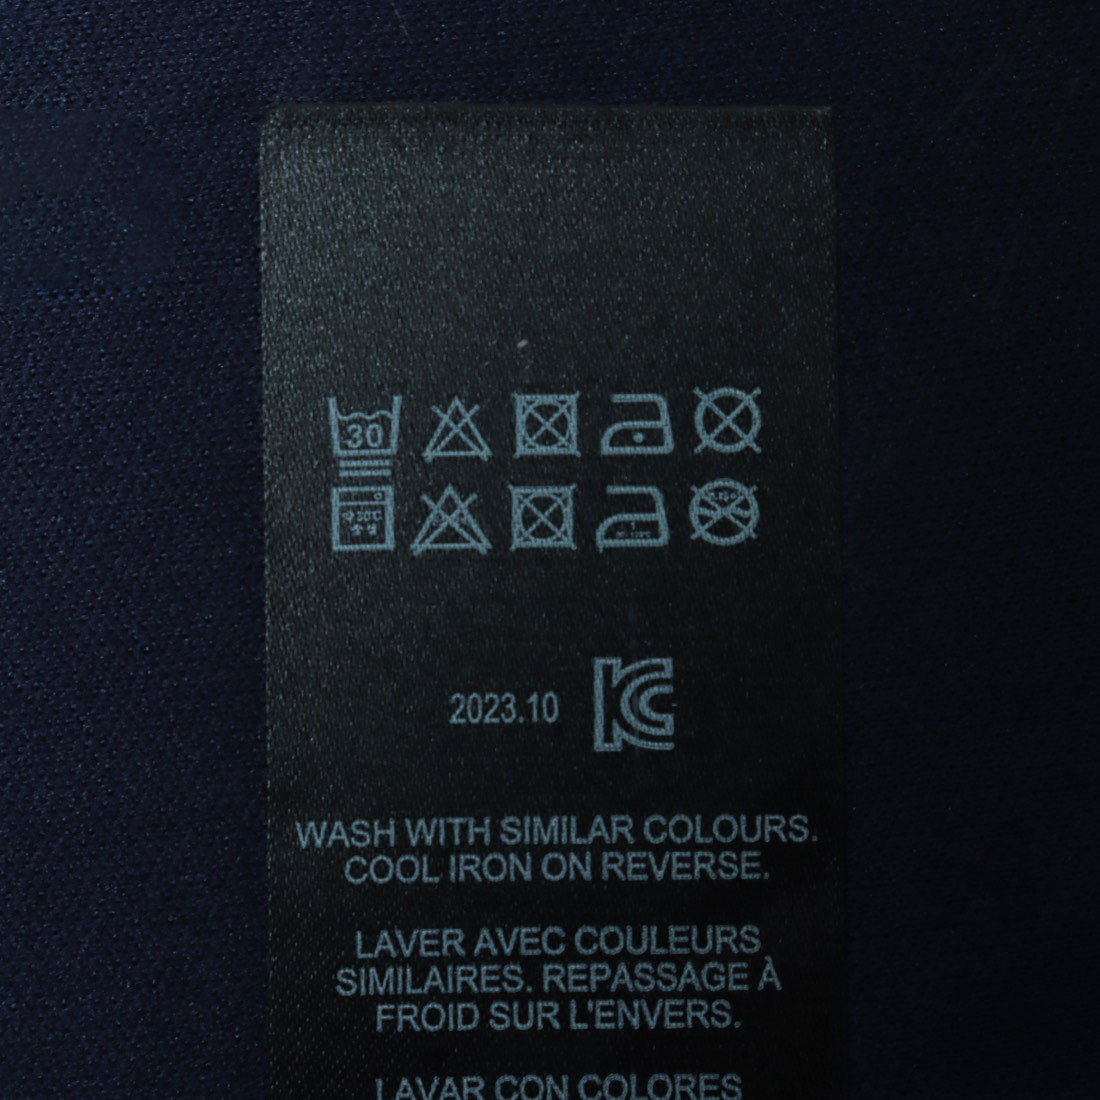 30
30℃
2023.10
WASH WITH SIMILAR COLOURS.
COOL IRON ON REVERSE.
LAVER AVEC COULEURS
SIMILAIRES. REPASSAGE À
FROID SUR L'ENVERS.
LAVAR CON COLORES